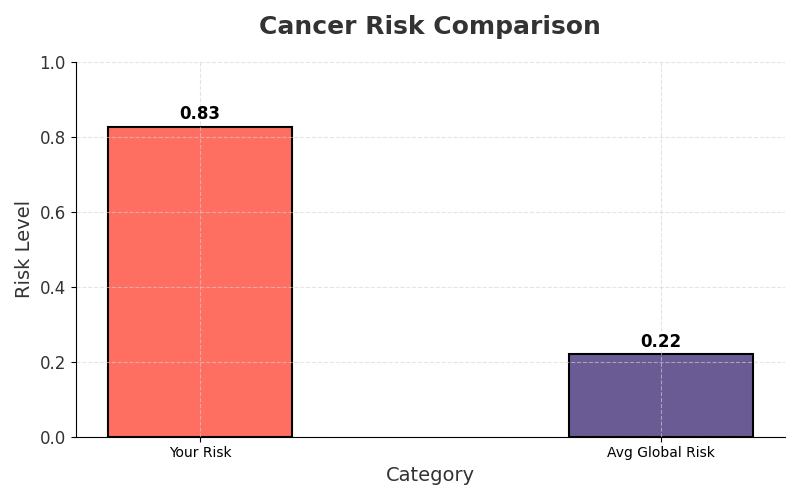 Cancer Risk Comparison
1.0
0.8
0.6
0.4
0.2
0.0
Risk Level
0.83
0.22
Your Risk
Avg Global Risk
Category